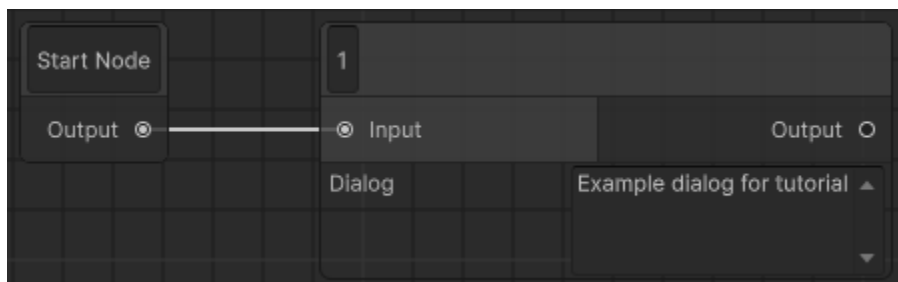 Start Node
1
Output
Input
Output
Dialog
Example dialog for tutorial